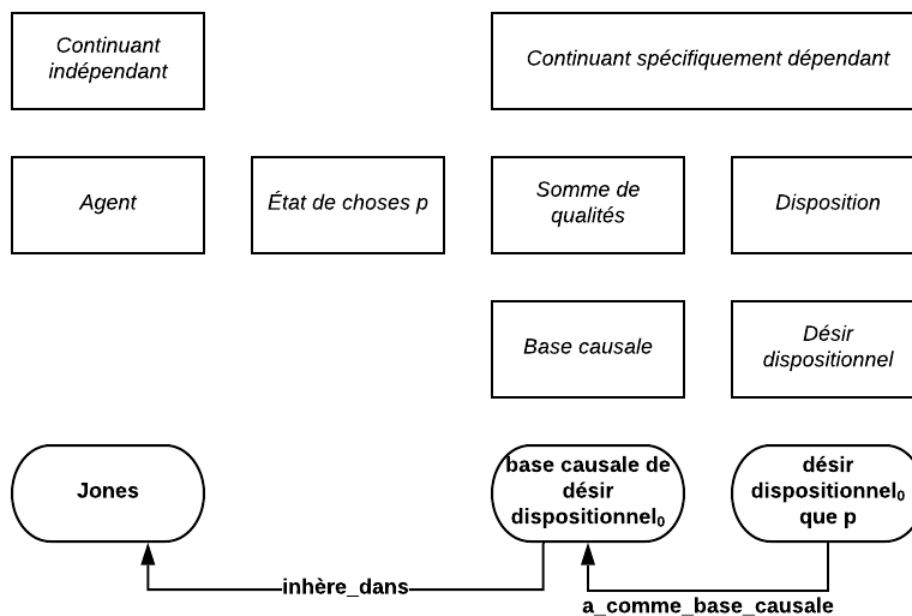 Continuant
indépendant
Continuant spécifiquement dépendant
Agent
État de choses p
Somme de
qualités
Disposition
Base causale
Désir
dispositionnel
Jones
base causale de
désir
dispositionnel₀
désir
dispositionnel₀
que p
inhère_dans
a_comme_base_causale